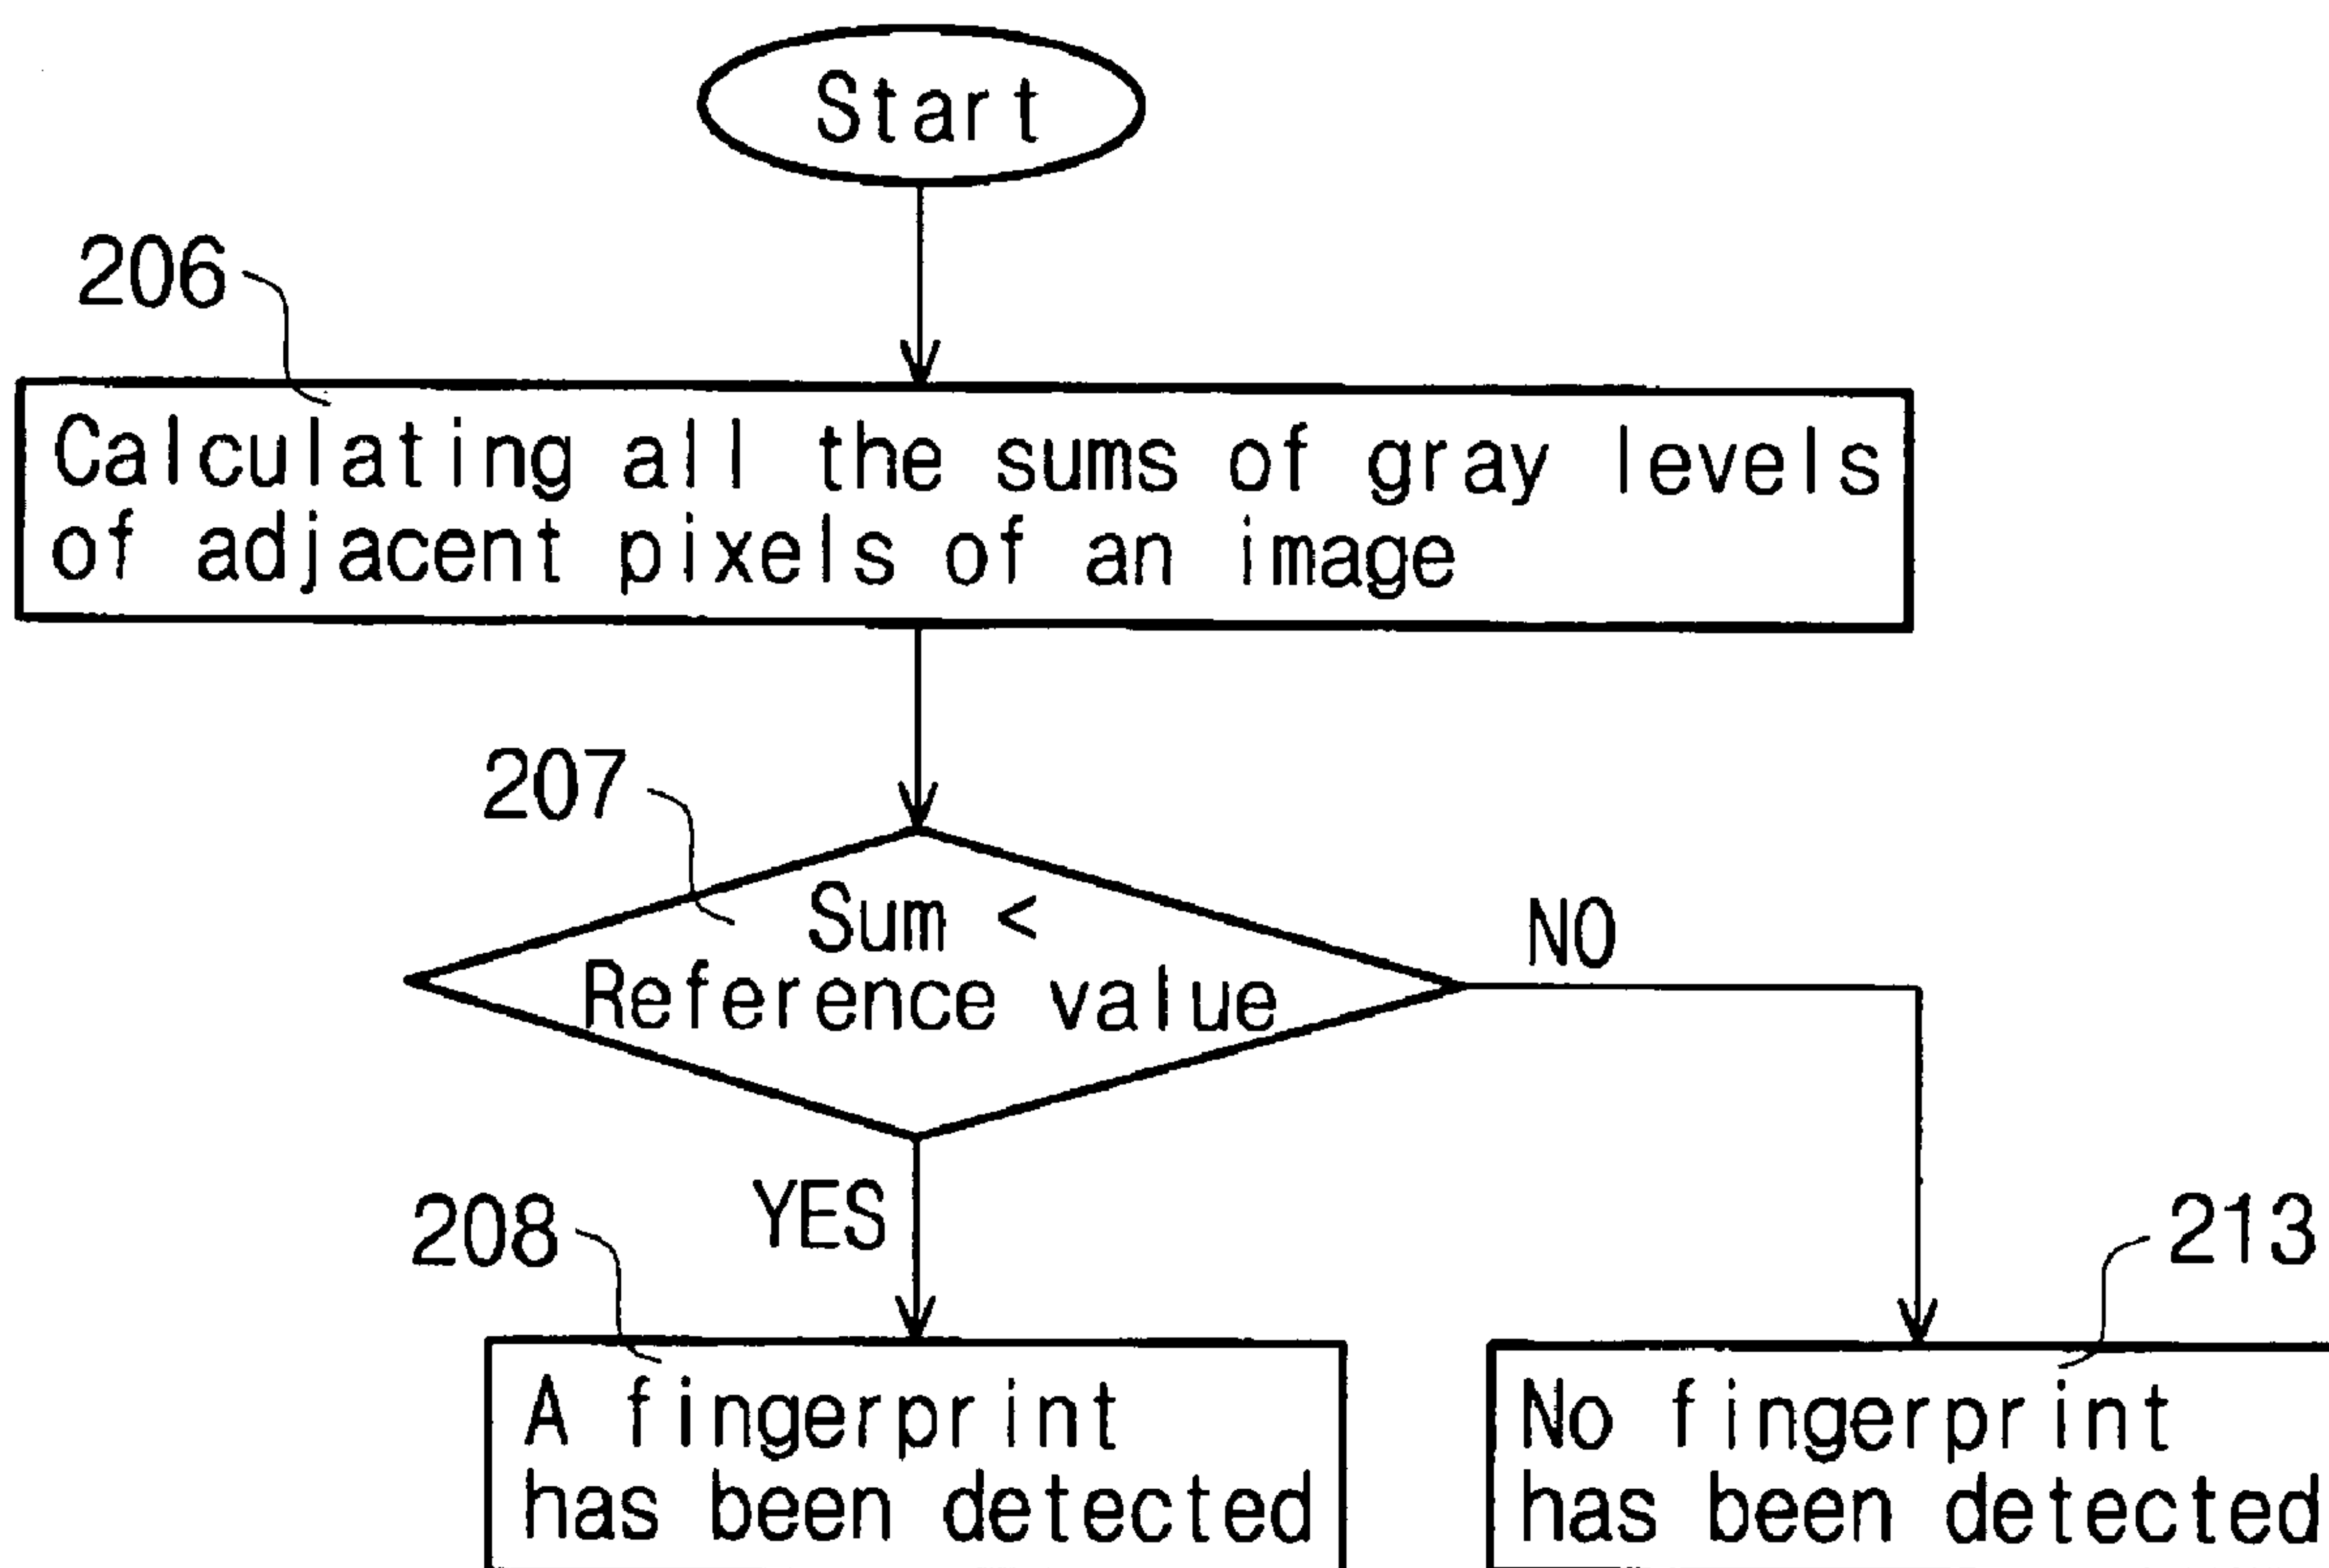 Start
206
Calculating all the sums of gray levels
of adjacent pixels of an image
207
Sum <
Reference value
NO
YES
208
213
A fingerprint
has been detected
No fingerprint
has been detected